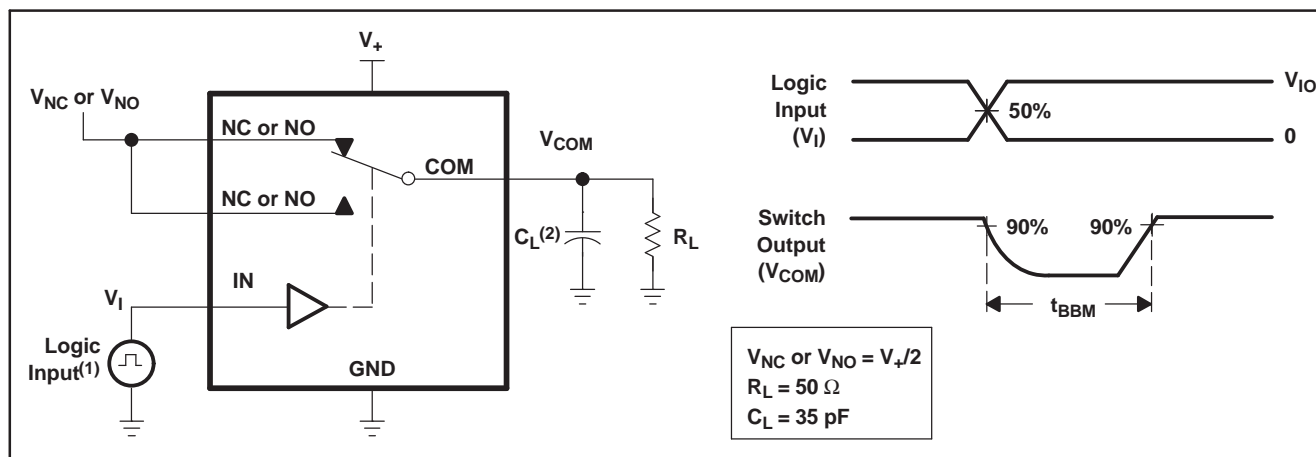 V+
VNC or VNO
NC or NO
VCOM
COM
NC or NO
CL(2)
RL
IN
VI
Logic
Input(1)
GND
Logic
Input
(VI)
50%
VIO
0
Switch
Output
(VCOM)
90%
90%
tBBM
VNC or VNO = V+/2
RL = 50 Ω
CL = 35 pF